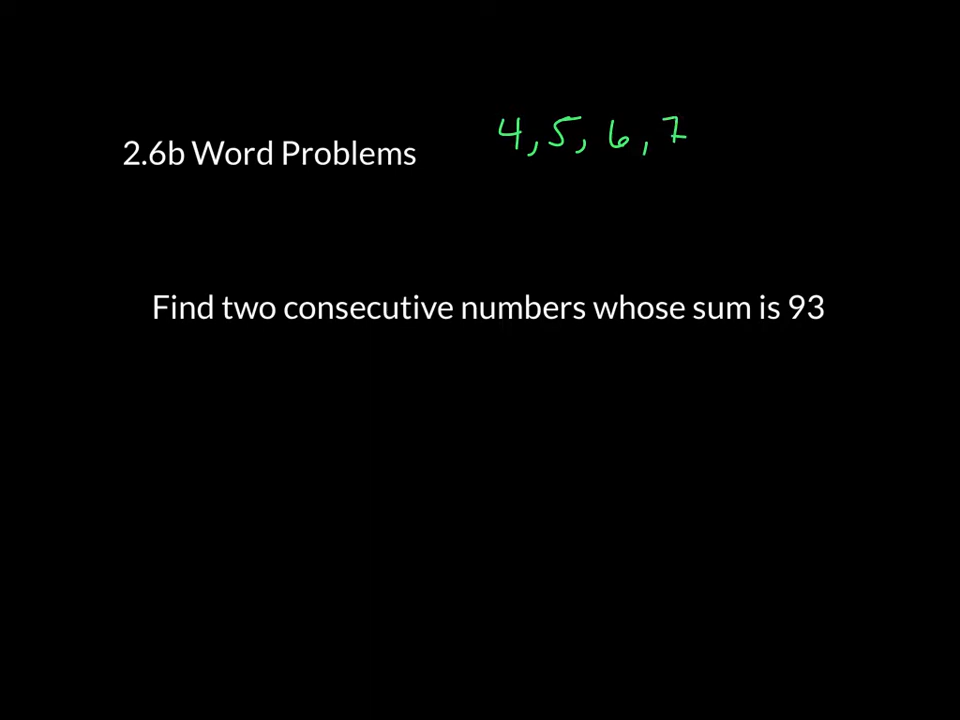 4, 5, 6, 7
2.6b Word Problems
Find two consecutive numbers whose sum is 93